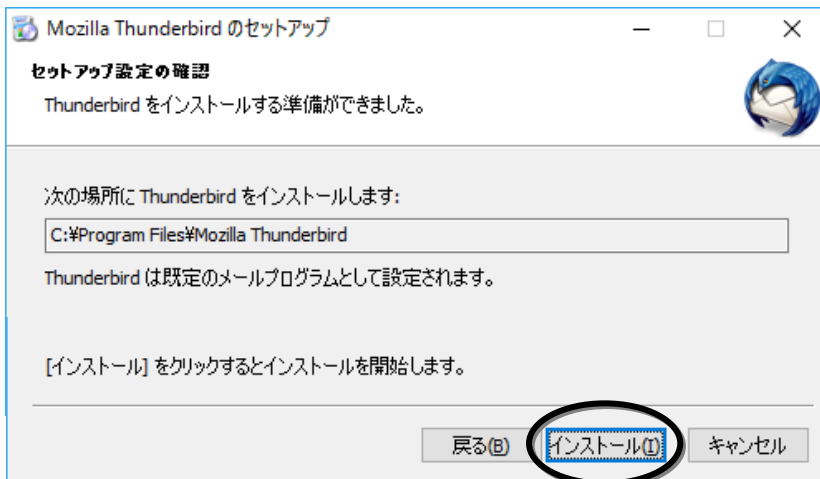 Mozilla Thunderbird のセットアップ
セットアップ設定の確認
Thunderbird をインストールする準備ができました。
次の場所に Thunderbird をインストールします:
C:¥Program Files¥Mozilla Thunderbird
Thunderbird は既定のメールプログラムとして設定されます。
[インストール] をクリックするとインストールを開始します。
戻る(B) インストール(I) キャンセル